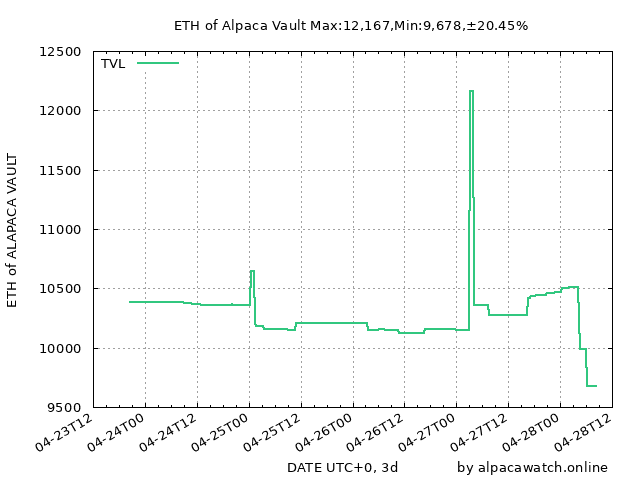 ETH of Alpaca Vault Max:12,167,Min:9,678,±20.45%
TVL
12500
12000
11500
11000
10500
10000
9500
ETH of ALAPACA VAULT
04-23T12
04-24T00
04-24T12
04-25T00
04-25T12
04-26T00
04-26T12
04-27T00
04-27T12
04-28T00
04-28T12
DATE UTC+0, 3d
by alpacawatch.online